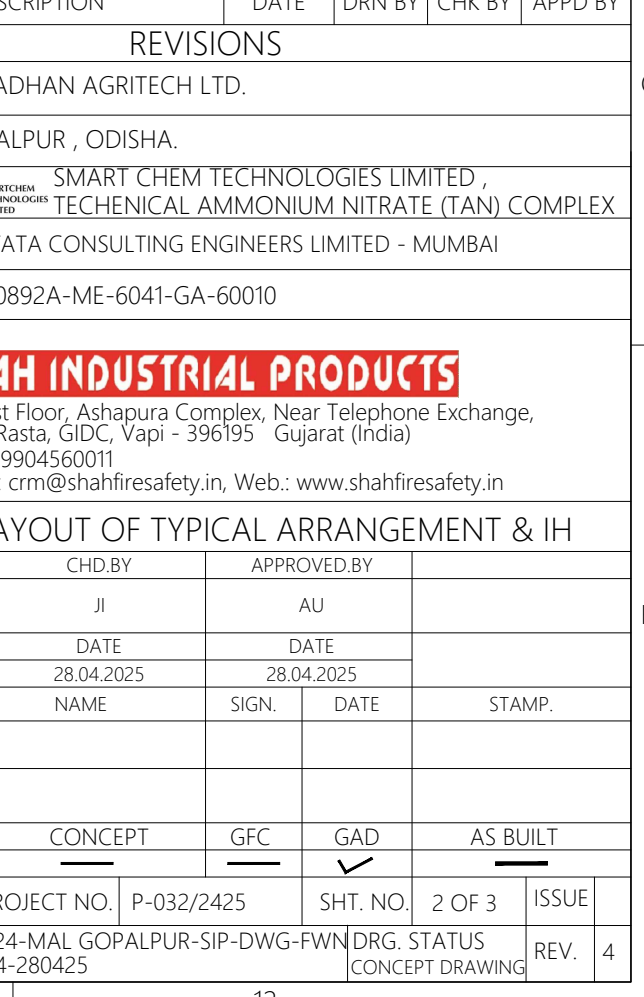 SCRIPTION DATE DRN BY CHK BY APPD BY
REVISIONS
ADHAN AGRITECH LTD.
ALPUR , ODISHA.
RTCHEM
HNOLOGIES
TED
SMART CHEM TECHNOLOGIES LIMITED ,
TECHENICAL AMMONIUM NITRATE (TAN) COMPLEX
TATA CONSULTING ENGINEERS LIMITED - MUMBAI
0892A-ME-6041-GA-60010
AH INDUSTRIAL PRODUCTS
st Floor, Ashapura Complex, Near Telephone Exchange,
Rasta, GIDC, Vapi - 396195 Gujarat (India)
9904560011
: crm@shahfiresafety.in, Web.: www.shahfiresafety.in
AYOUT OF TYPICAL ARRANGEMENT & IH
CHD.BY APPROVED.BY
JI AU
DATE DATE
28.04.2025 28.04.2025
NAME SIGN. DATE STAMP.
CONCEPT GFC GAD AS BUILT
ROJECT NO. P-032/2425 SHT. NO. 2 OF 3 ISSUE
24-MAL GOPALPUR-SIP-DWG-FWN
4-280425
DRG. STATUS
CONCEPT DRAWING
REV. 4